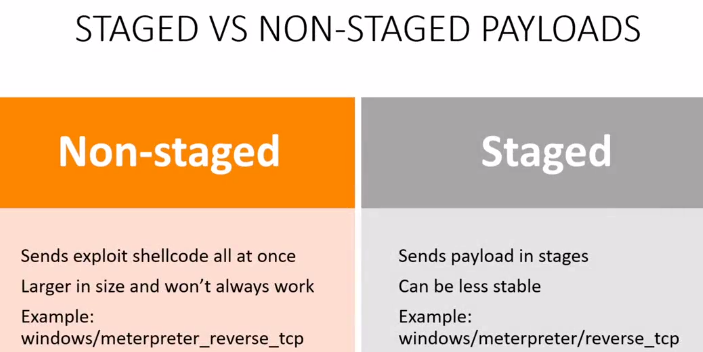 STAGED VS NON-STAGED PAYLOADS
Non-staged
Sends exploit shellcode all at once
Larger in size and won't always work
Example:
windows/meterpreter_reverse_tcp
Staged
Sends payload in stages
Can be less stable
Example:
windows/meterpreter/reverse_tcp